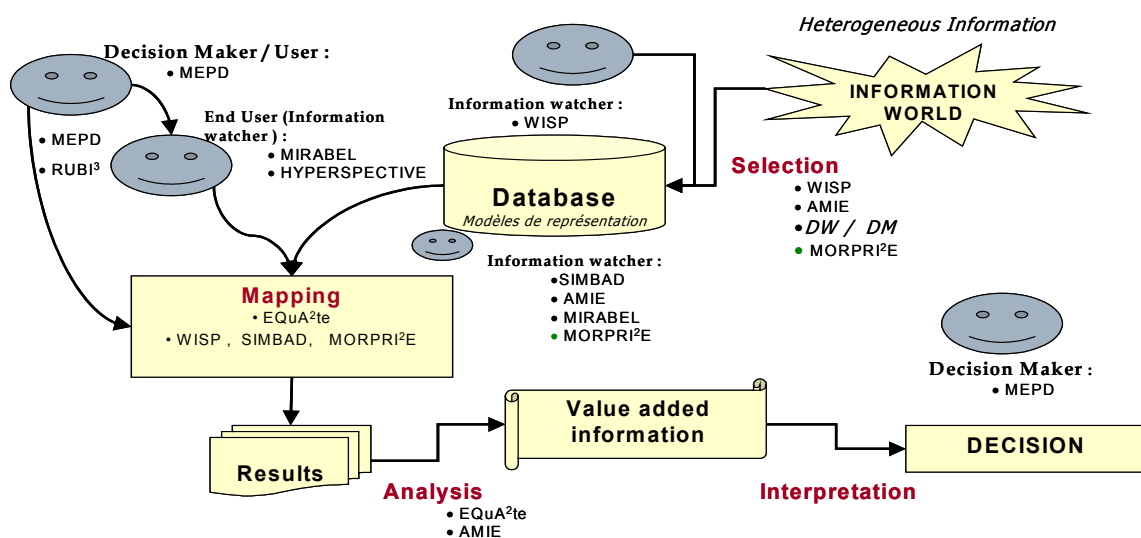 Heterogeneous Information
INFORMATION
WORLD
Decision Maker / User :
• MEPD
End User (Information
watcher ) :
• MIRABEL
• HYPERSPECTIVE
• MEPD
• RUBI³
Information watcher :
• WISP
Database
Modèles de représentation
Selection
• WISP
• AMIE
• DW / DM
• MORPRI²E
Information watcher :
•SIMBAD
• AMIE
• MIRABEL
• MORPRI²E
Mapping
• EQuA²te
• WISP , SIMBAD, MORPRI²E
Decision Maker :
• MEPD
Results
Value added
information
DECISION
Analysis
• EQuA²te
• AMIE
Interpretation